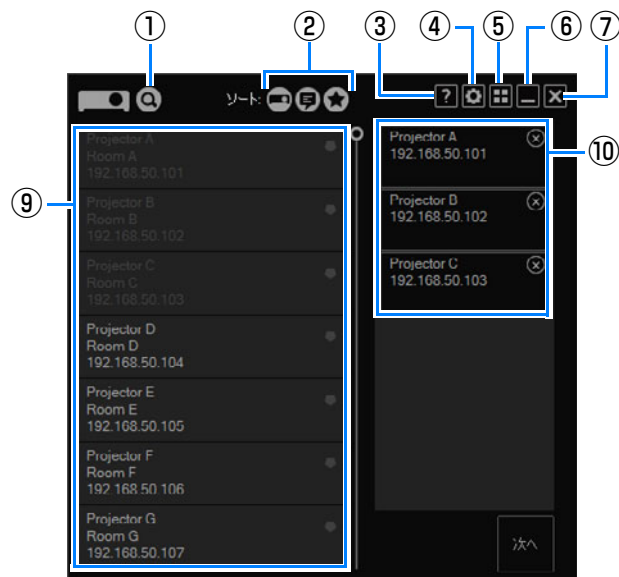 ① ② ③ ④ ⑤ ⑥ ⑦
ソート:
?
Projector A
Room A
192.168.50.101
Projector B
Room B
192.168.50.102
Projector C
Room C
192.168.50.103
Projector D
Room D
192.168.50.104
Projector E
Room E
192.168.50.105
Projector F
Room F
192.168.50.106
Projector G
Room G
192.168.50.107
⑨
Projector A
192.168.50.101
Projector B
192.168.50.102
Projector C
192.168.50.103
⑩
次へ